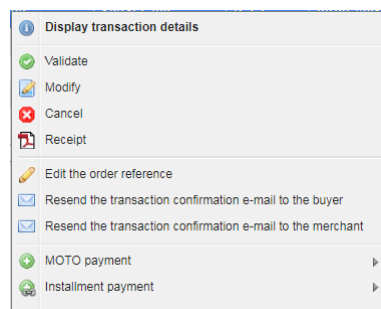 Display transaction details
Validate
Modify
Cancel
Receipt
Edit the order reference
Resend the transaction confirmation e-mail to the buyer
Resend the transaction confirmation e-mail to the merchant
MOTO payment
Installment payment